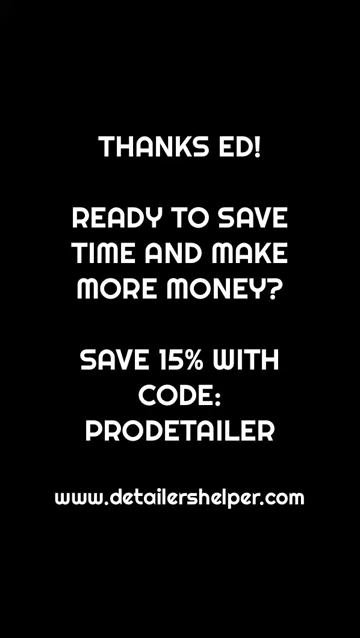 THANKS ED!
READY TO SAVE
TIME AND MAKE
MORE MONEY?
SAVE 15% WITH
CODE:
PRODETAILER
www.detailershelper.com